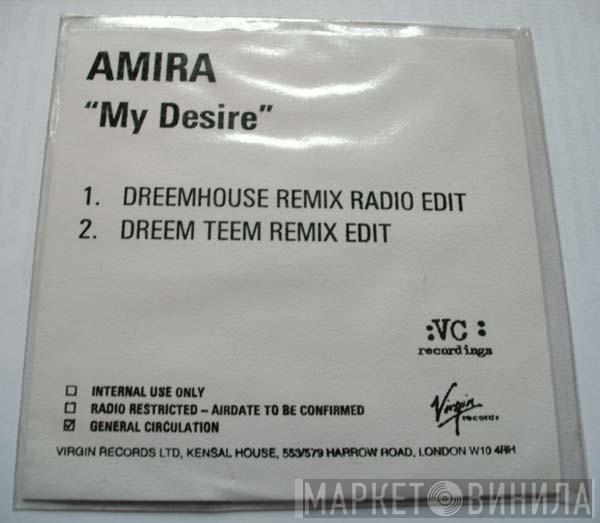 AMIRA
"My Desire"
1. DREEMHOUSE REMIX RADIO EDIT
2. DREEM TEEM REMIX EDIT
:VC :
recordings
☐ INTERNAL USE ONLY
☐ RADIO RESTRICTED – AIRDATE TO BE CONFIRMED
☑ GENERAL CIRCULATION
Virgin
records
VIRGIN RECORDS LTD, KENSAL HOUSE, 553/579 HARROW ROAD, LONDON W10 4RH
МАРКЕТ ВИНИЛА